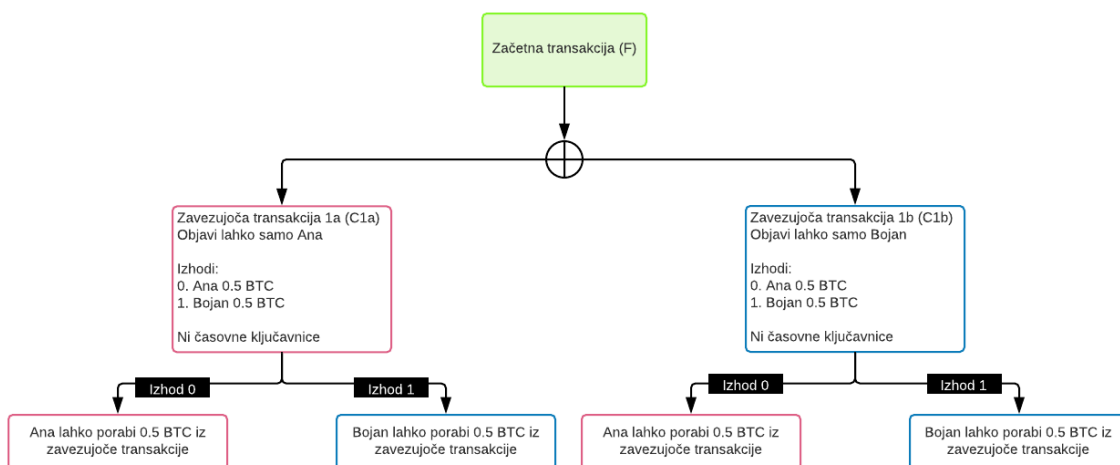 Začetna transakcija (F)
Zavezujoča transakcija 1a (C1a)
Objavi lahko samo Ana
Izhodi:
0. Ana 0.5 BTC
1. Bojan 0.5 BTC
Ni časovne ključavnice
Zavezujoča transakcija 1b (C1b)
Objavi lahko samo Bojan
Izhodi:
0. Ana 0.5 BTC
1. Bojan 0.5 BTC
Ni časovne ključavnice
Izhod 0
Izhod 1
Izhod 0
Izhod 1
Ana lahko porabi 0.5 BTC iz
zavezujoče transakcije
Bojan lahko porabi 0.5 BTC iz
zavezujoče transakcije
Ana lahko porabi 0.5 BTC iz
zavezujoče transakcije
Bojan lahko porabi 0.5 BTC iz
zavezujoče transakcije